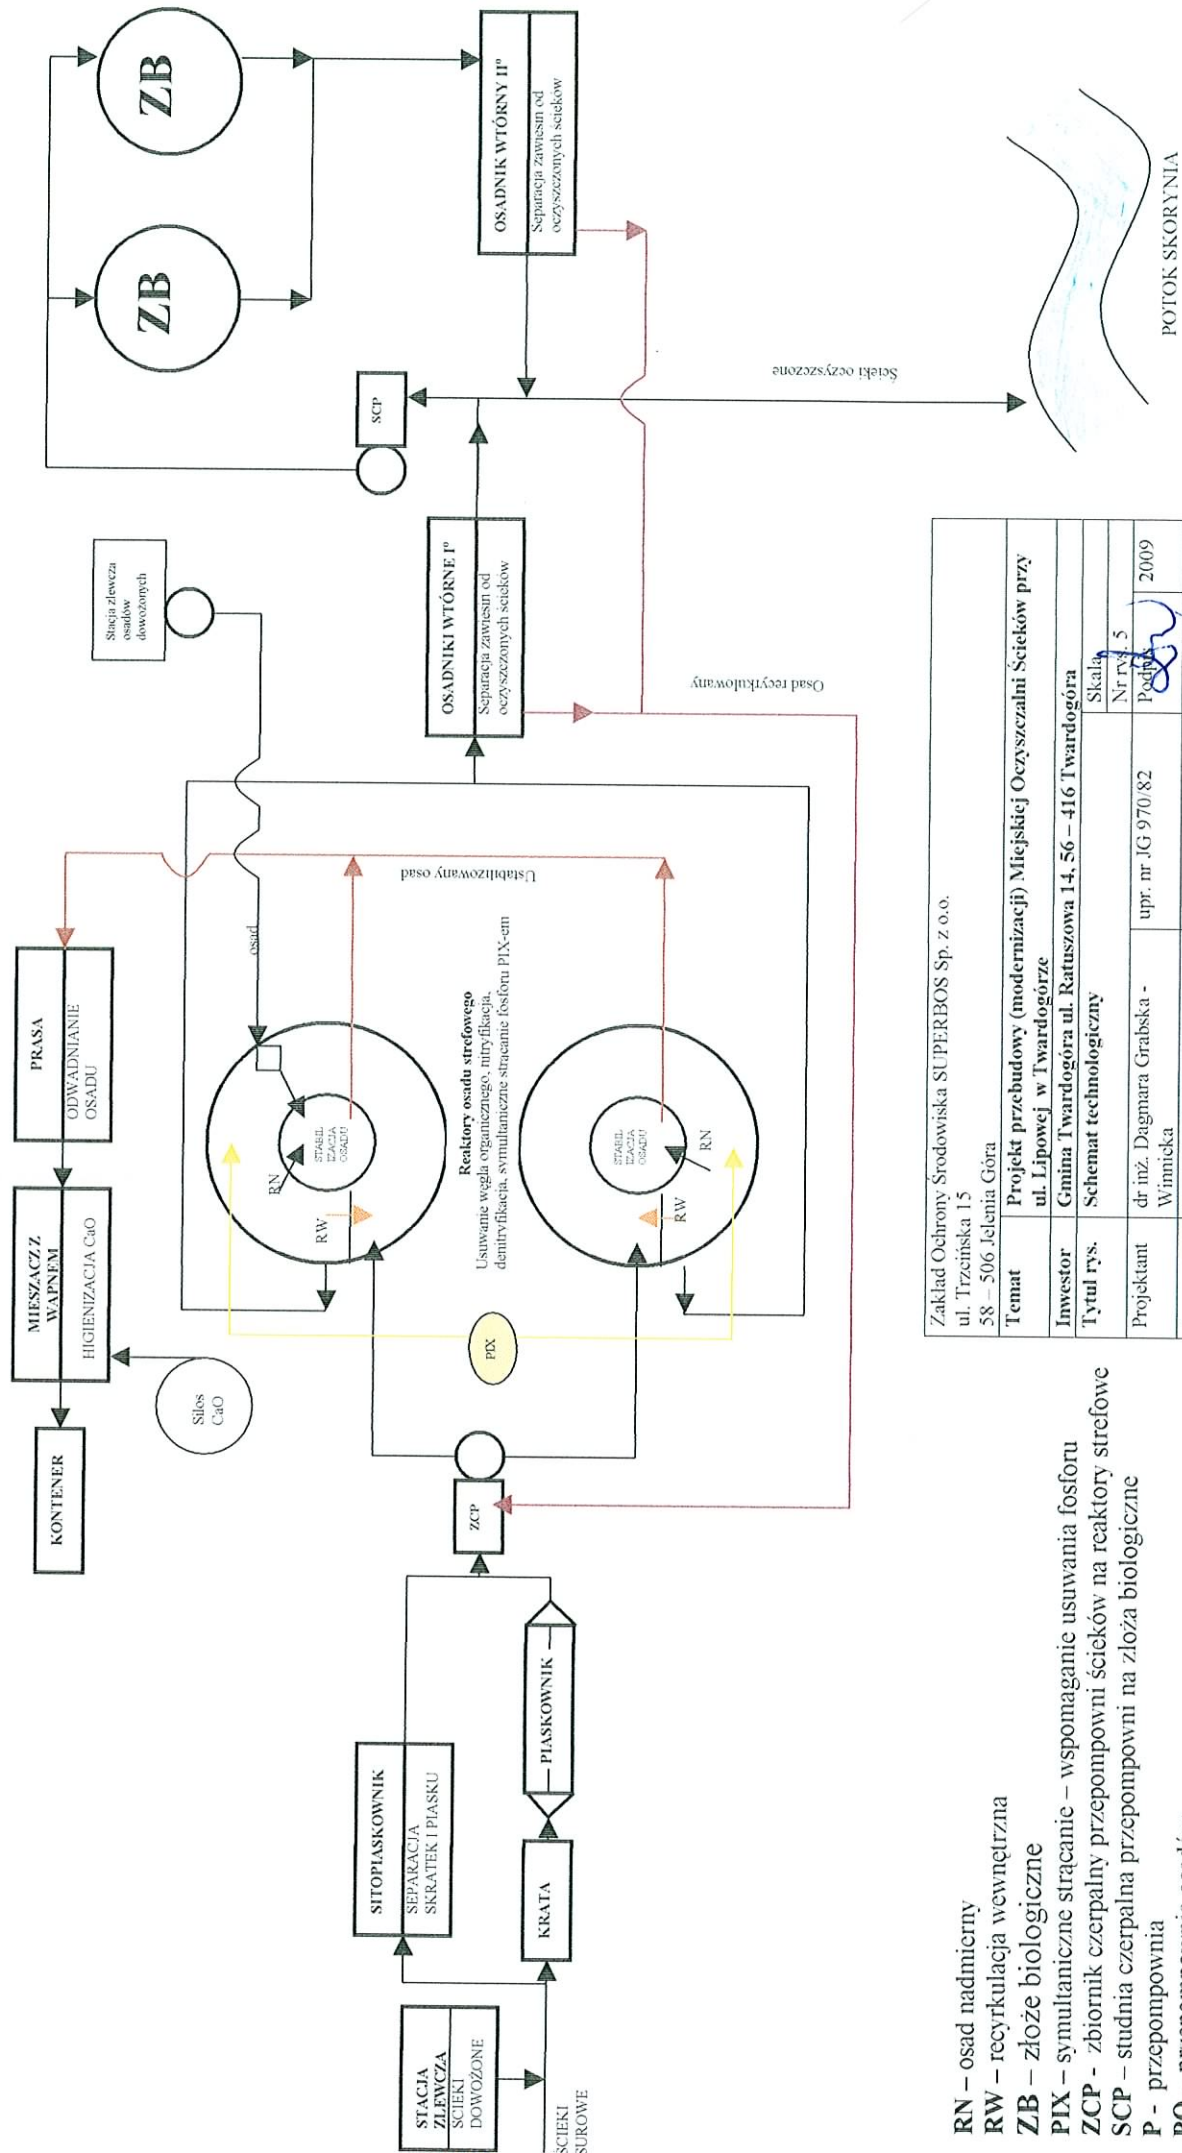 STACJA
ZLEWCZA
ŚCIEKI
DOWOŻONE
ŚCIEKI
SUROWE
SITOPIASKOWNIK
SEPARACJA
SKRATEK I PIASKU
KRATA
PIASKOWNIK
ZCP
KONTENER
MIESZACZ Z
WAPNEM
HIGIENIZACJA CaO
Silos
CaO
PRASA
ODWADNIANIE
OSADU
PIX
RN
RW
STABIL
IZACJA
OSADU
osad
Reaktory osadu strefowego
Usuwanie węgla organicznego, nitryfikacja,
denitryfikacja, symultaniczne strącanie fosforu PIX-em
STABIL
IZACJA
OSADU
RN
RW
Ustabilizowany osad
Stacja zlewcza
osadów
dowożonych
OSADNIKI WTÓRNE I°
Separacja zawiesin od
oczyszczonych ścieków
Osad recyrkulowany
SCP
ZB
ZB
OSADNIK WTÓRNY II°
Separacja zawiesin od
oczyszczonych ścieków
Ścieki oczyszczone
POTOK SKORYNIA
RN – osad nadmierny
RW – recyrkulacja wewnętrzna
ZB – złoże biologiczne
PIX – symultaniczne strącanie – wspomaganie usuwania fosforu
ZCP - zbiornik czerpalny przepompowni ścieków na reaktory strefowe
SCP – studnia czerpalna przepompowni na złoża biologiczne
P - przepompownia
Zakład Ochrony Środowiska SUPERBOS Sp. z o.o.
ul. Trzcińska 15
58 – 506 Jelenia Góra
Temat Projekt przebudowy (modernizacji) Miejskiej Oczyszczalni Ścieków przy
ul. Lipowej w Twardogórze
Inwestor Gmina Twardogóra ul. Ratuszowa 14, 56 – 416 Twardogóra
Tytuł rys. Schemat technologiczny Skala
Nr rys. 5
Projektant dr inż. Dagmara Grabska - upr. nr JG 970/82 Podpis 2009
Winnicka